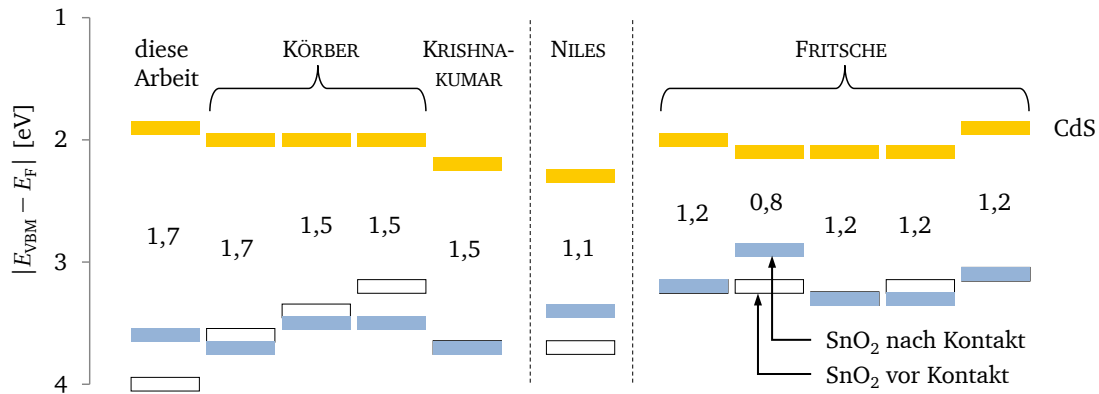 1
2
3
4
|E_VBM − E_F| [eV]
diese
Arbeit
KÖRBER
KRISHNA-
KUMAR
NILES
FRITSCHE
CdS
1,7
1,7
1,5
1,5
1,5
1,1
1,2
0,8
1,2
1,2
1,2
SnO₂ nach Kontakt
SnO₂ vor Kontakt